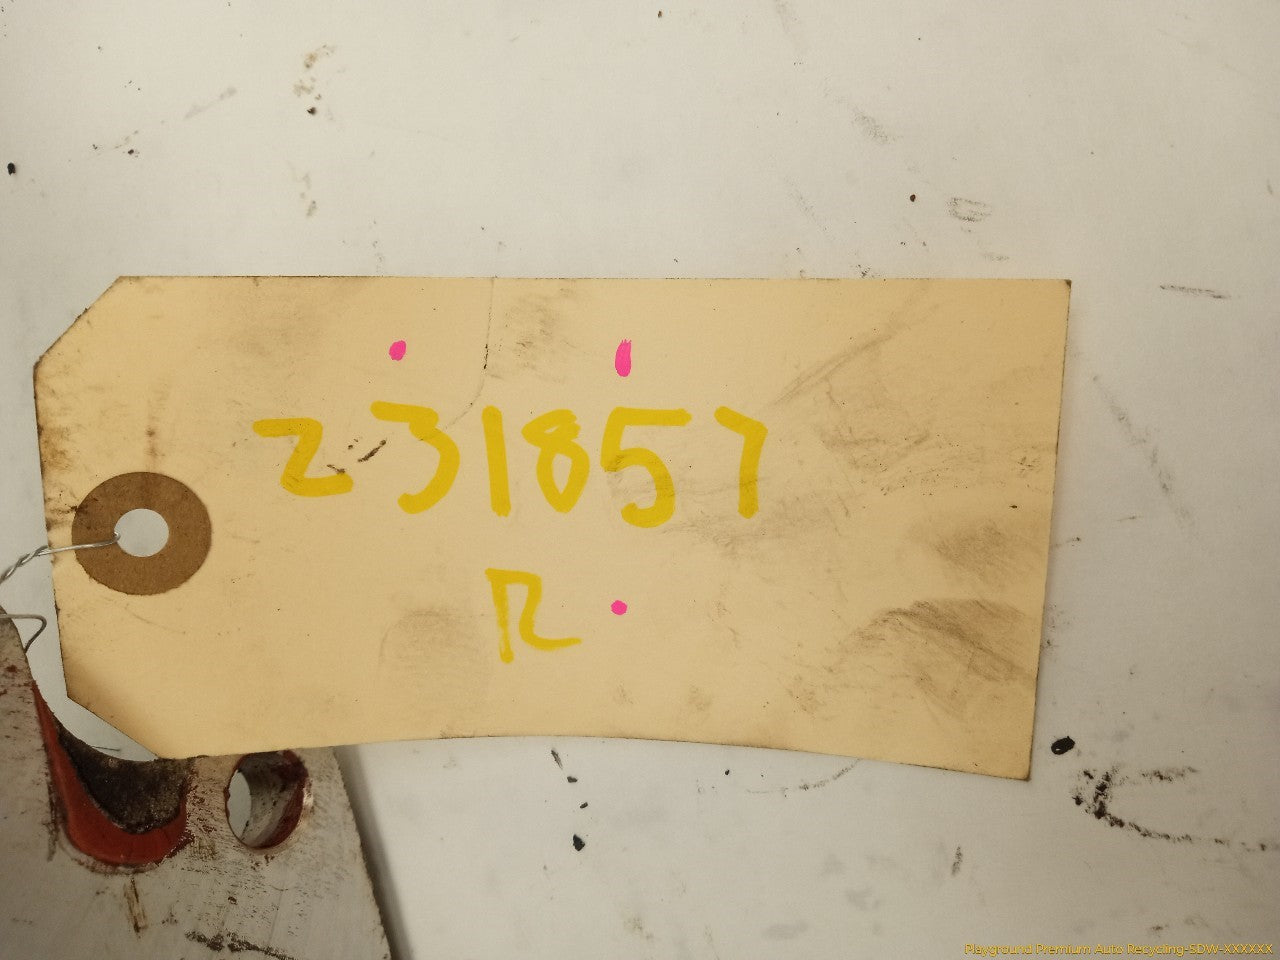 231857
R
Playground Premium Auto Recycling-SDW-XXXXXX